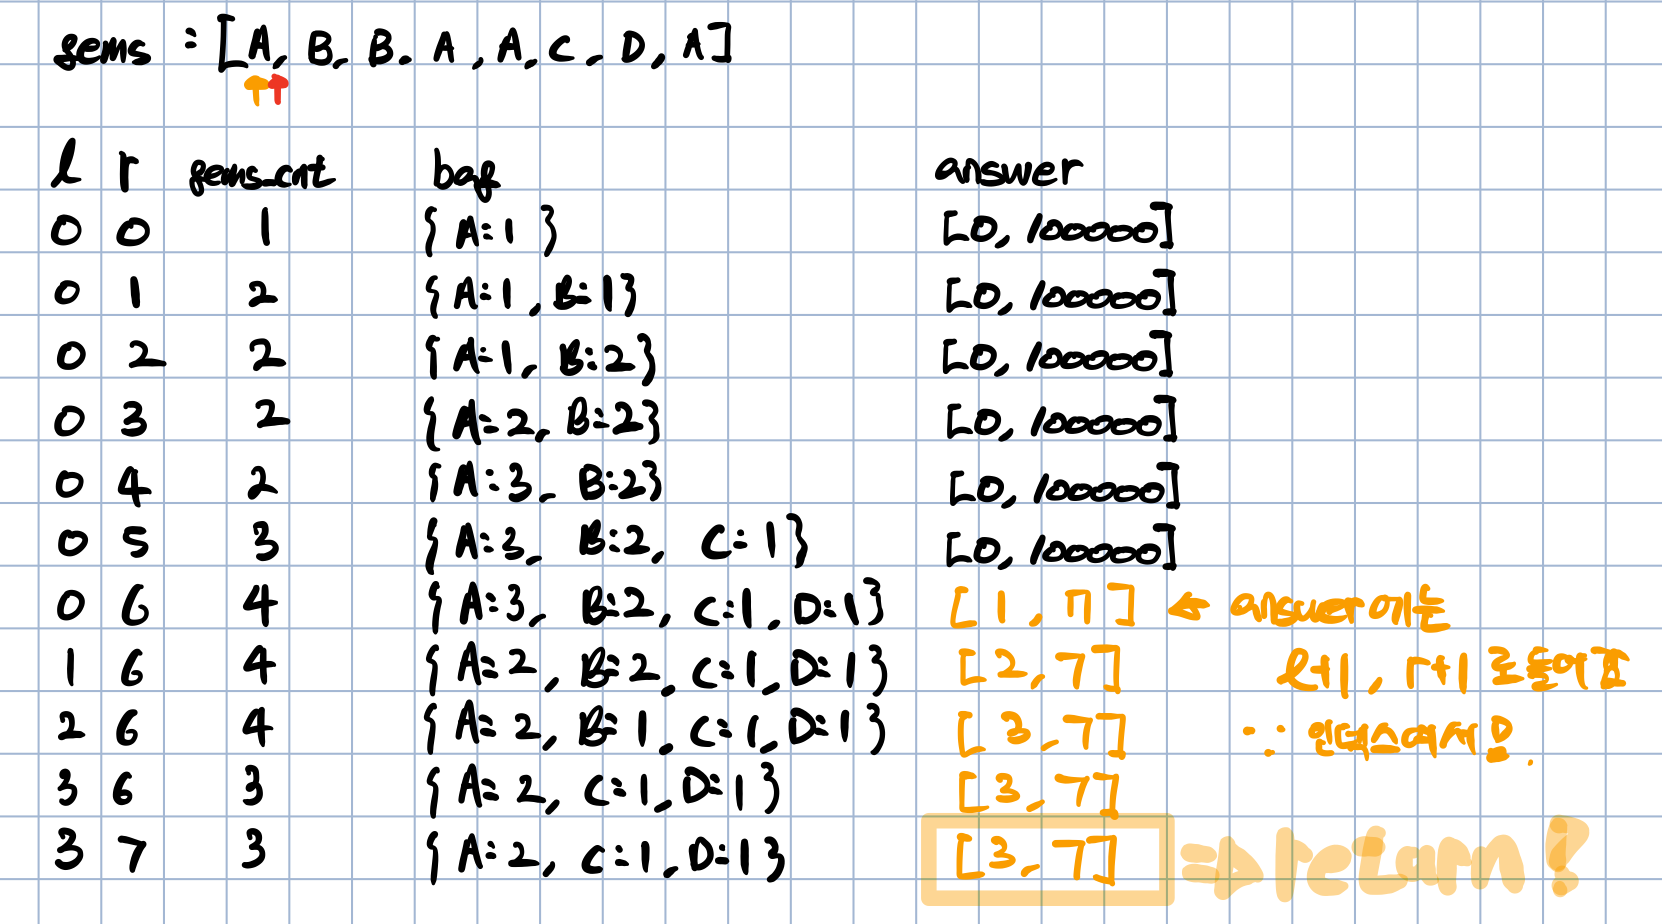 gems = [A, B, B, A, A, C, D, A]
l r gems_cnt bag answer
0 0 1 { A:1 } [0, 100000]
0 1 2 { A:1, B:1} [0, 100000]
0 2 2 { A:1, B:2} [0, 100000]
0 3 2 { A:2, B:2} [0, 100000]
0 4 2 { A:3, B:2} [0, 100000]
0 5 3 { A:3, B:2, C:1} [0, 100000]
0 6 4 { A:3, B:2, C:1, D:1} [1, 7] ← answer에는
1 6 4 { A:2, B:2, C:1, D:1} [2, 7] l+1, r+1 로 들어감
2 6 4 { A:2, B:1, C:1, D:1} [3, 7] ∵ 인덱스여서
3 6 3 { A:2, C:1, D:1} [3, 7]
3 7 3 { A:2, C:1, D:1} [3, 7] ⇒ return!